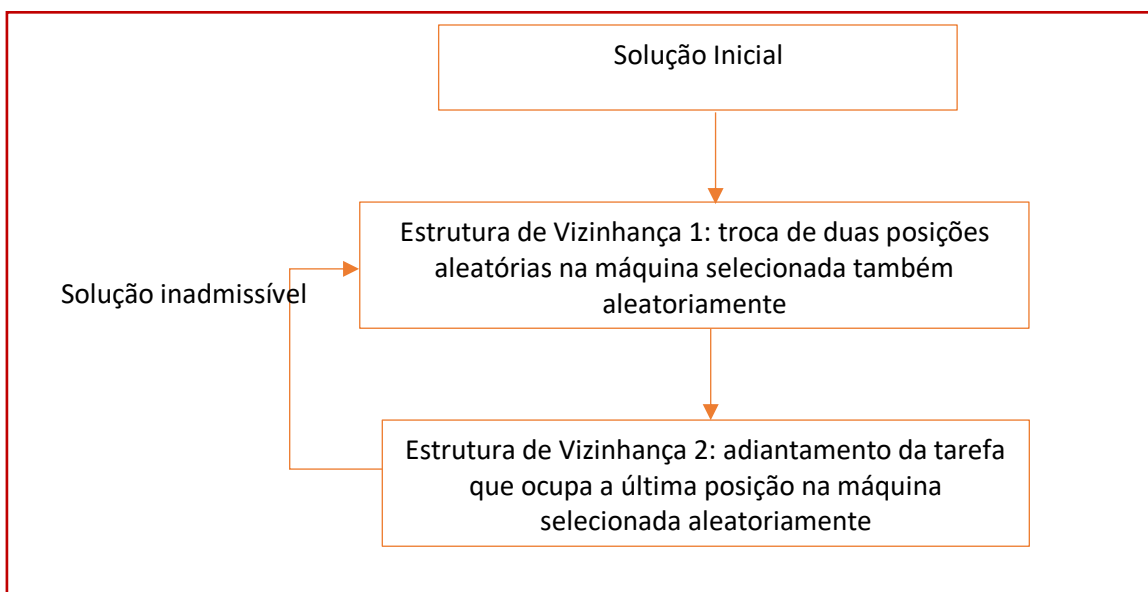 Solução Inicial
Estrutura de Vizinhança 1: troca de duas posições
aleatórias na máquina selecionada também
aleatoriamente
Solução inadmissível
Estrutura de Vizinhança 2: adiantamento da tarefa
que ocupa a última posição na máquina
selecionada aleatoriamente